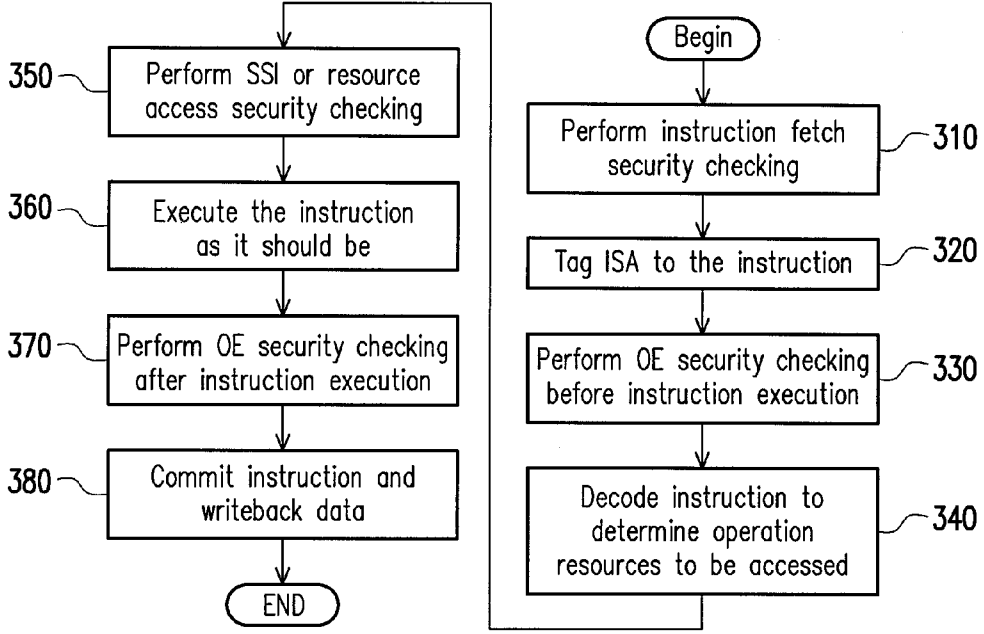 Begin
Perform instruction fetch
security checking
310
Tag ISA to the instruction
320
Perform OE security checking
before instruction execution
330
Decode instruction to
determine operation
resources to be accessed
340
350
Perform SSI or resource
access security checking
360
Execute the instruction
as it should be
370
Perform OE security checking
after instruction execution
380
Commit instruction and
writeback data
END